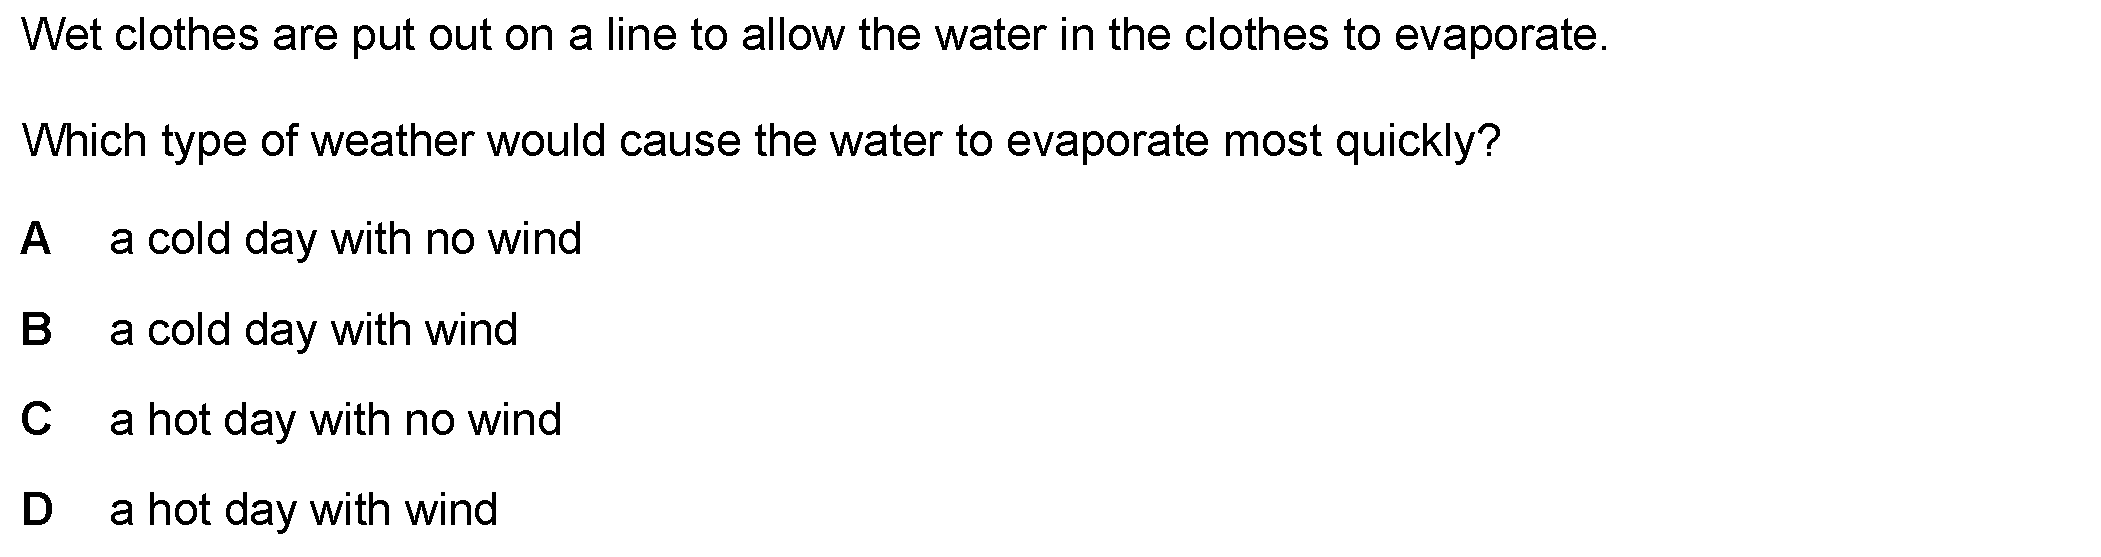 Wet clothes are put out on a line to allow the water in the clothes to evaporate.
Which type of weather would cause the water to evaporate most quickly?
A a cold day with no wind
B a cold day with wind
C a hot day with no wind
D a hot day with wind